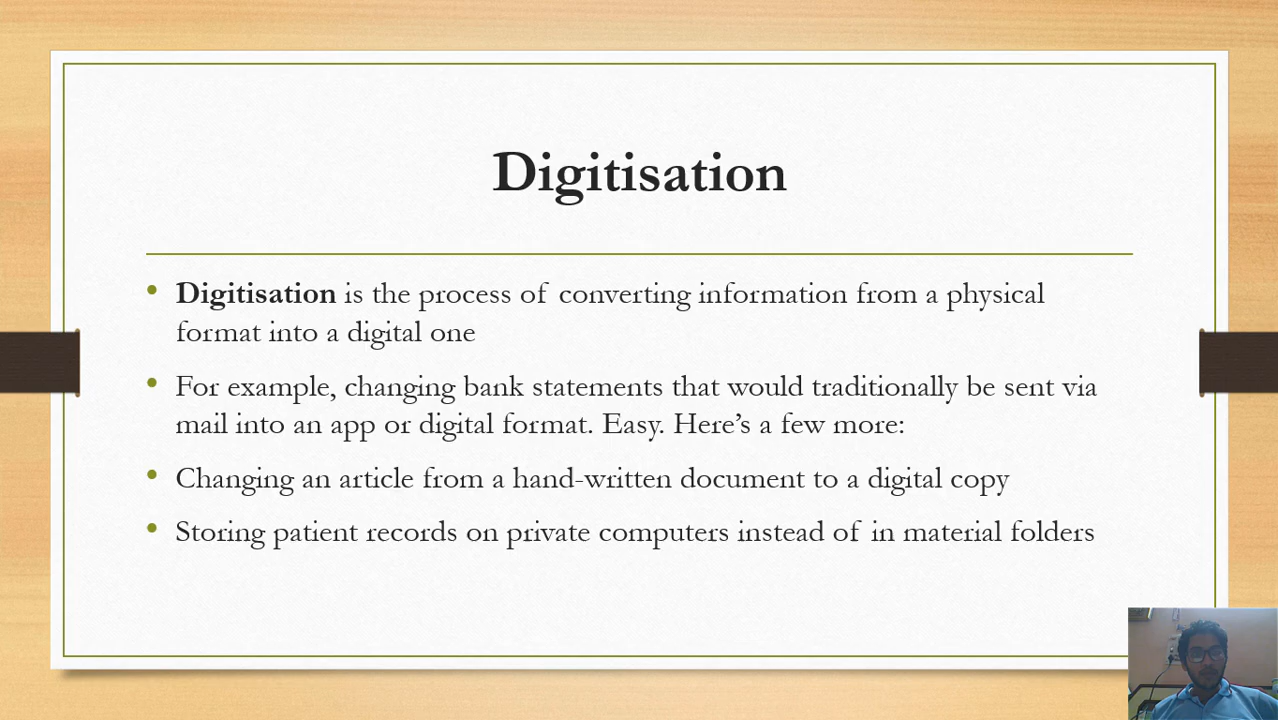 Digitisation
Digitisation is the process of converting information from a physical
format into a digital one
For example, changing bank statements that would traditionally be sent via
mail into an app or digital format. Easy. Here’s a few more:
Changing an article from a hand-written document to a digital copy
Storing patient records on private computers instead of in material folders